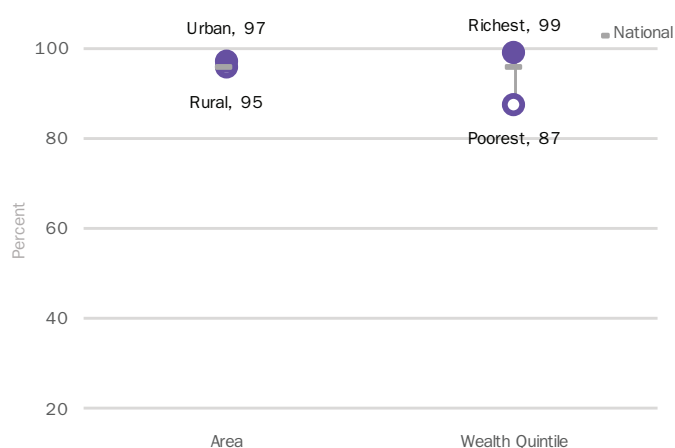 Urban, 97
Richest, 99
National
100
Rural, 95
80
Poorest, 87
Percent
60
40
20
Area
Wealth Quintile